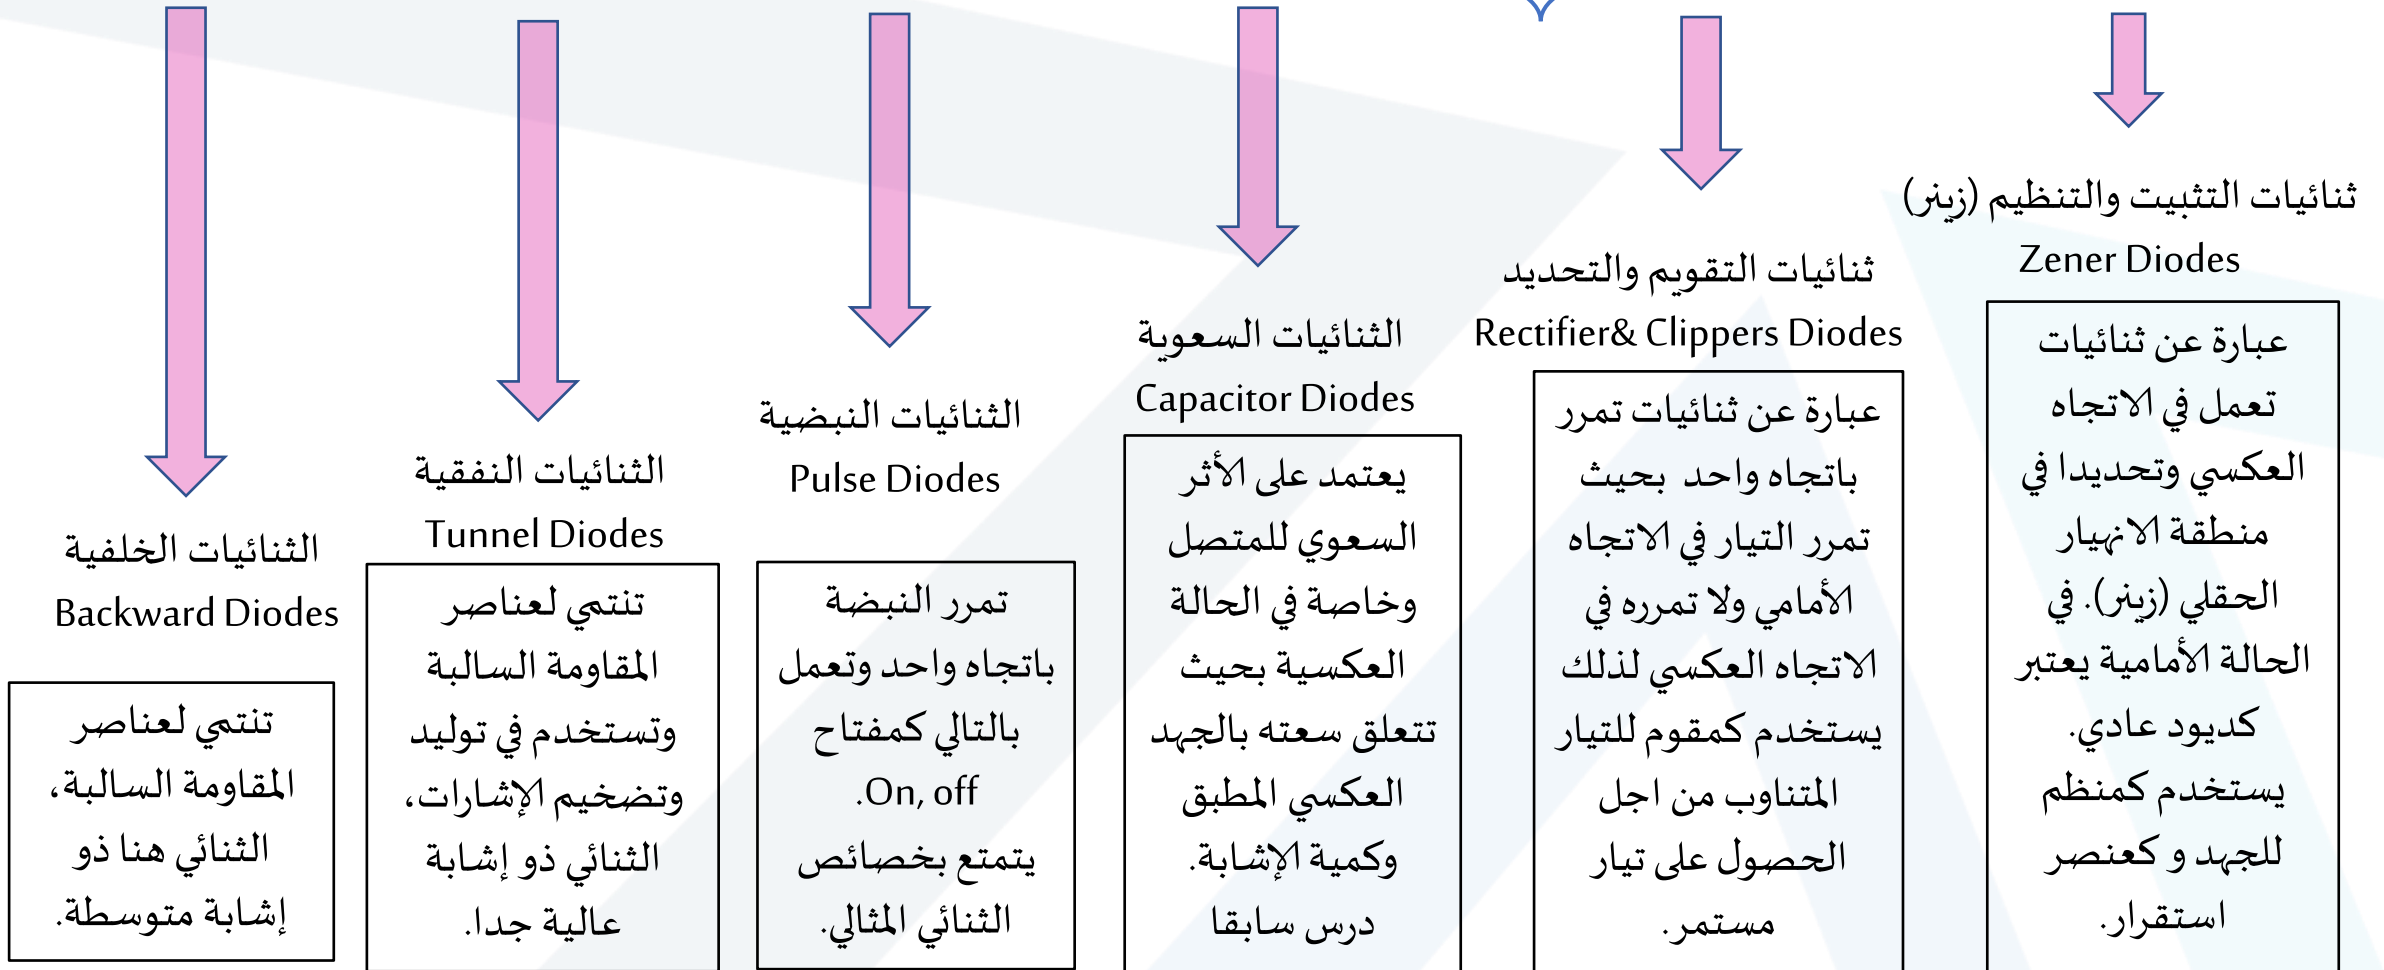 ثنائيات التثبيت والتنظيم (زينر)
Zener Diodes
عبارة عن ثنائيات
تعمل في الاتجاه
العكسي وتحديدا في
منطقة الانهيار
الحقلي (زينر). في
الحالة الأمامية يعتبر
كديود عادي.
يستخدم كمنظم
للجهد و كعنصر
استقرار.
ثنائيات التقويم والتحديد
Rectifier& Clippers Diodes
عبارة عن ثنائيات تمرر
باتجاه واحد بحيث
تمرر التيار في الاتجاه
الأمامي ولا تمرره في
الاتجاه العكسي لذلك
يستخدم كمقوم للتيار
المتناوب من اجل
الحصول على تيار
مستمر.
الثنائيات السعوية
Capacitor Diodes
يعتمد على الأثر
السعوي للمتصل
وخاصة في الحالة
العكسية بحيث
تتعلق سعته بالجهد
العكسي المطبق
وكمية الإشابة.
درس سابقا
الثنائيات النبضية
Pulse Diodes
تمرر النبضة
باتجاه واحد وتعمل
بالتالي كمفتاح
On, off.
يتمتع بخصائص
الثنائي المثالي.
الثنائيات النفقية
Tunnel Diodes
تنتمي لعناصر
المقاومة السالبة
وتستخدم في توليد
وتضخيم الإشارات،
الثنائي ذو إشابة
عالية جدا.
الثنائيات الخلفية
Backward Diodes
تنتمي لعناصر
المقاومة السالبة،
الثنائي هنا ذو
إشابة متوسطة.